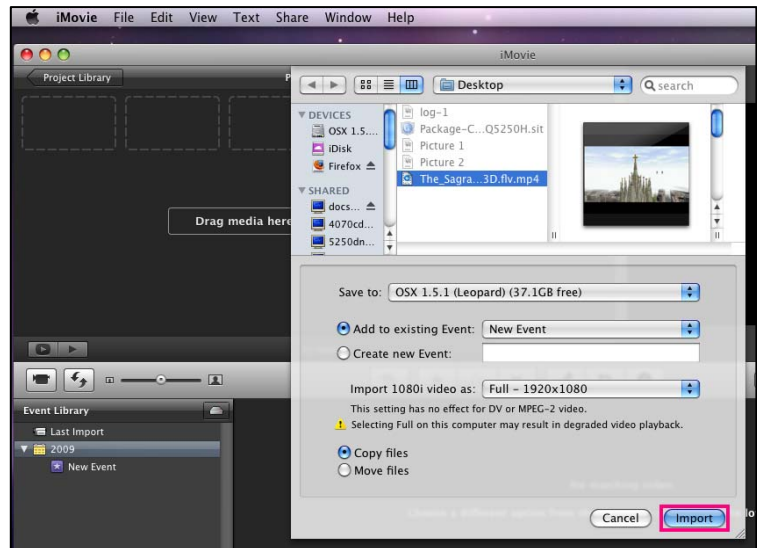 iMovie File Edit View Text Share Window Help
iMovie
Project Library
P
Desktop
search
DEVICES
OSX 1.5....
iDisk
Firefox
SHARED
docs...
4070cd...
5250dn...
log-1
Package-C...Q5250H.sit
Picture 1
Picture 2
The_Sagra...3D.flv.mp4
Drag media here
Save to: OSX 1.5.1 (Leopard) (37.1GB free)
Add to existing Event: New Event
Create new Event:
Import 1080i video as: Full - 1920x1080
This setting has no effect for DV or MPEG-2 video.
Selecting Full on this computer may result in degraded video playback.
Copy files
Move files
Event Library
Last Import
2009
New Event
Cancel Import